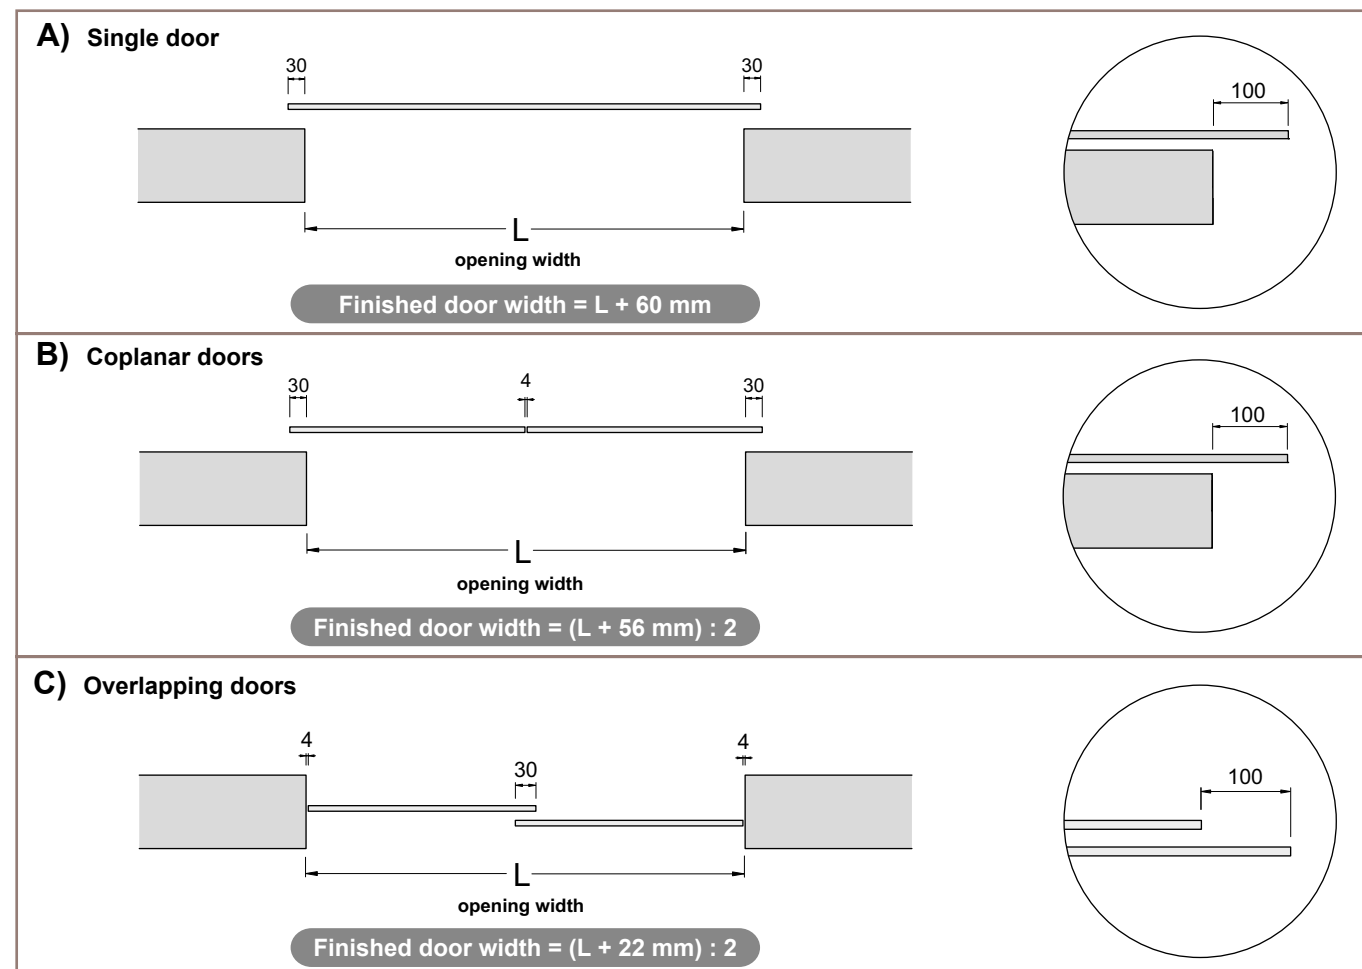 A) Single door
30 30
100
L
opening width
Finished door width = L + 60 mm
B) Coplanar doors
30 4 30
100
L
opening width
Finished door width = (L + 56 mm) : 2
C) Overlapping doors
4 30 4
100
L
opening width
Finished door width = (L + 22 mm) : 2